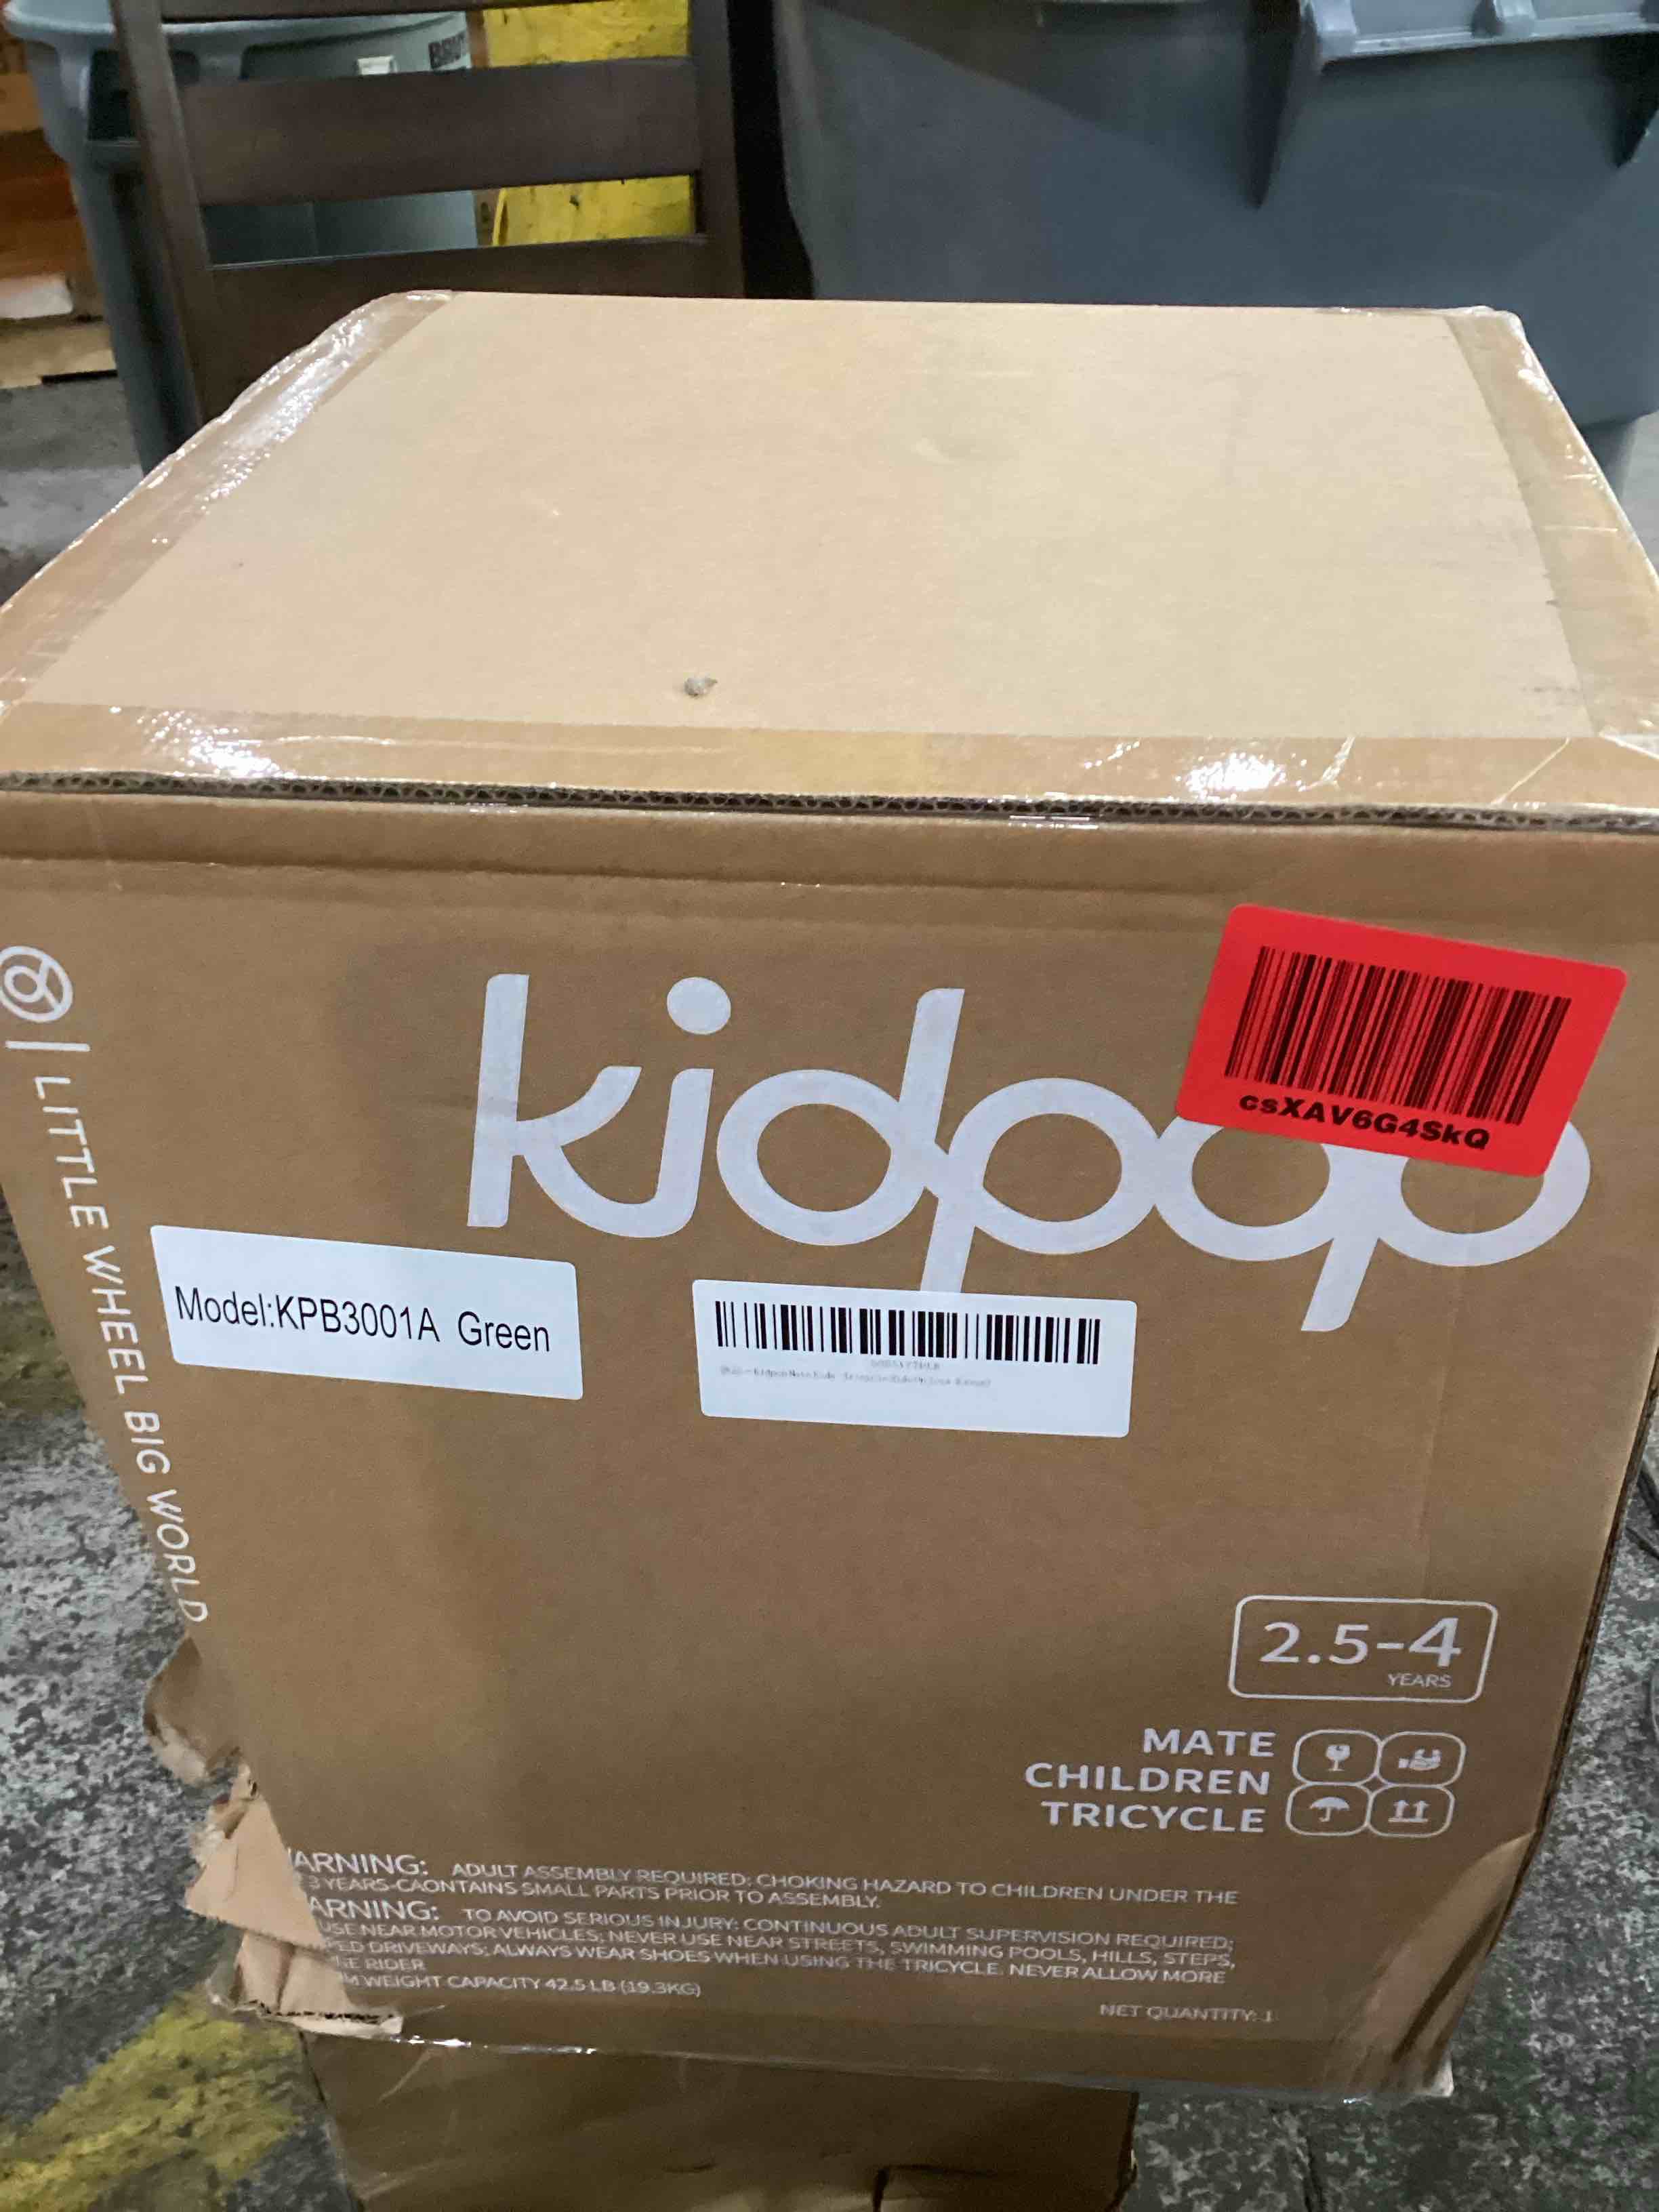 kidpop
csXAV6G4SkQ
LITTLE WHEEL BIG WORLD
Model:KPB3001A Green
2.5-4
YEARS
MATE
CHILDREN
TRICYCLE
ARNING: ADULT ASSEMBLY REQUIRED; CHOKING HAZARD TO CHILDREN UNDER THE
3 YEARS-CAONTAINS SMALL PARTS PRIOR TO ASSEMBLY.
ARNING: TO AVOID SERIOUS INJURY: CONTINUOUS ADULT SUPERVISION REQUIRED;
USE NEAR MOTOR VEHICLES; NEVER USE NEAR STREETS, SWIMMING POOLS, HILLS, STEPS,
DRIVEWAYS; ALWAYS WEAR SHOES WHEN USING THE TRICYCLE. NEVER ALLOW MORE
RIDER
WEIGHT CAPACITY 42.5 LB (19.3KG)
NET QUANTITY: 1